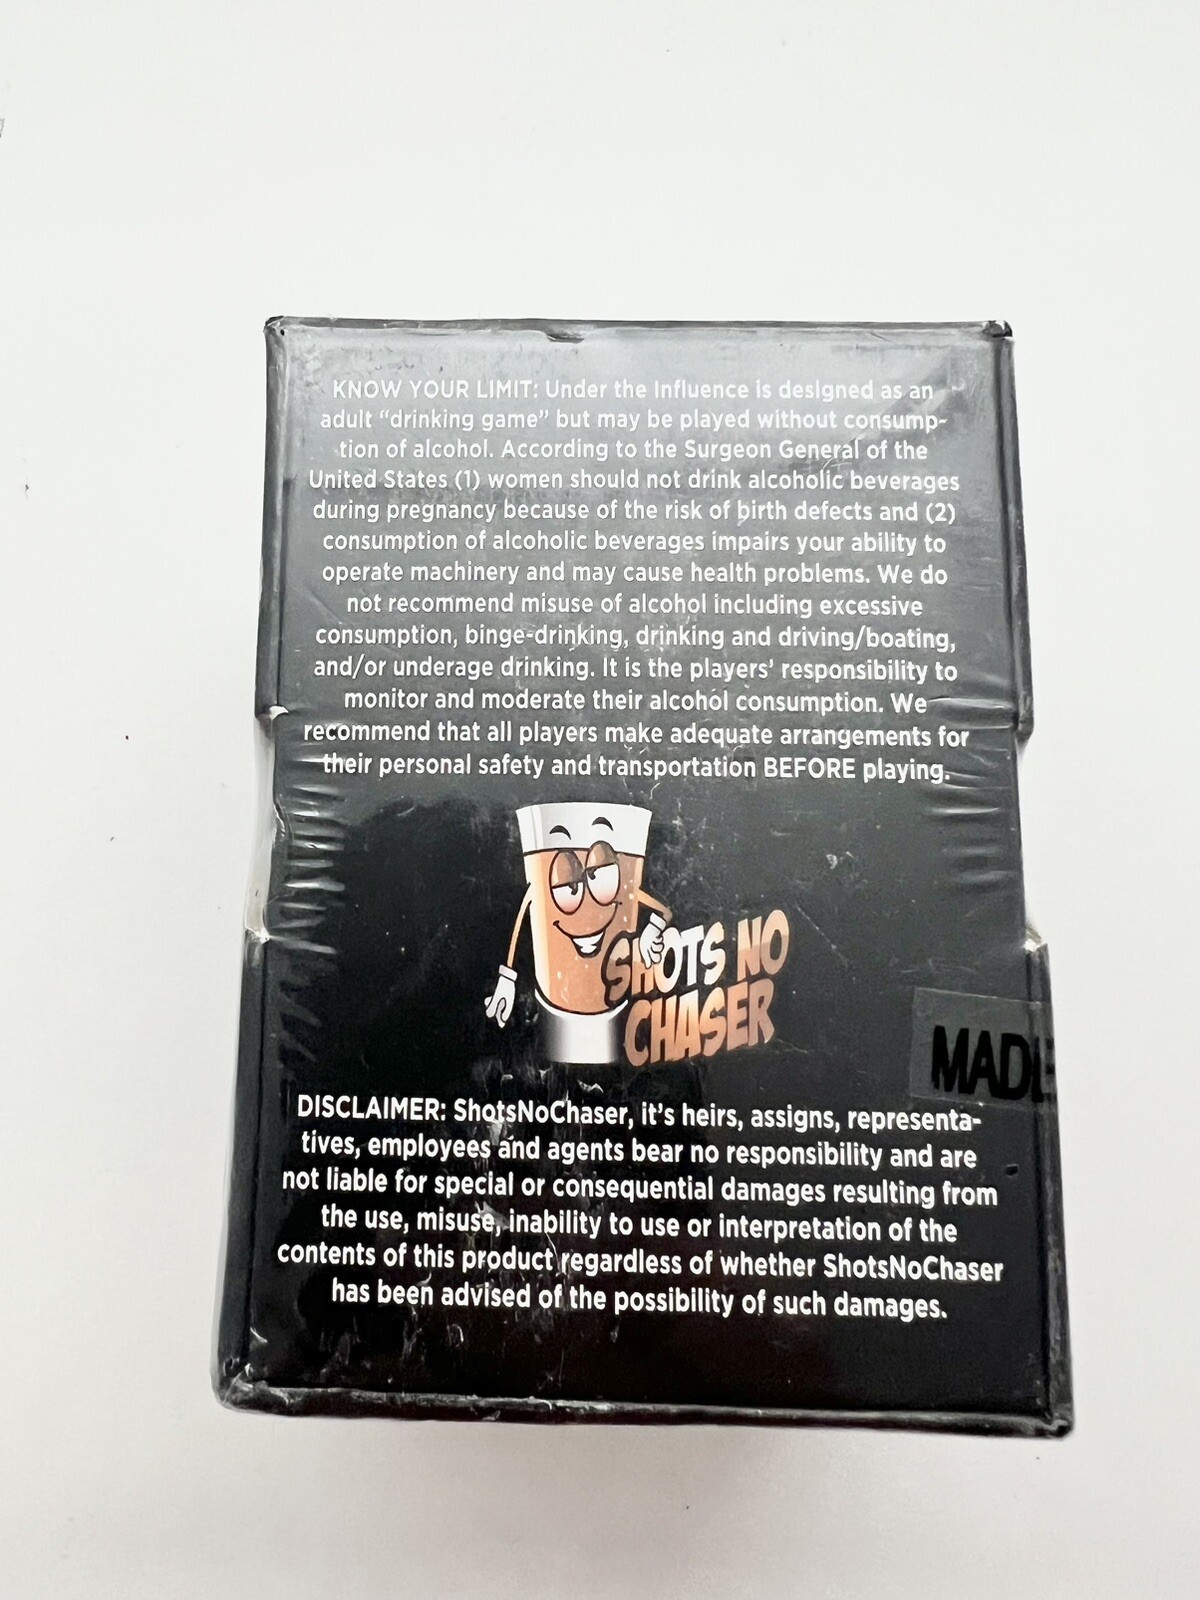 KNOW YOUR LIMIT: Under the Influence is designed as an
adult “drinking game” but may be played without consump-
tion of alcohol. According to the Surgeon General of the
United States (1) women should not drink alcoholic beverages
during pregnancy because of the risk of birth defects and (2)
consumption of alcoholic beverages impairs your ability to
operate machinery and may cause health problems. We do
not recommend misuse of alcohol including excessive
consumption, binge-drinking, drinking and driving/boating,
and/or underage drinking. It is the players’ responsibility to
monitor and moderate their alcohol consumption. We
recommend that all players make adequate arrangements for
their personal safety and transportation BEFORE playing.
SHOTS NO
CHASER
MADE
DISCLAIMER: ShotsNoChaser, it’s heirs, assigns, representa-
tives, employees and agents bear no responsibility and are
not liable for special or consequential damages resulting from
the use, misuse, inability to use or interpretation of the
contents of this product regardless of whether ShotsNoChaser
has been advised of the possibility of such damages.